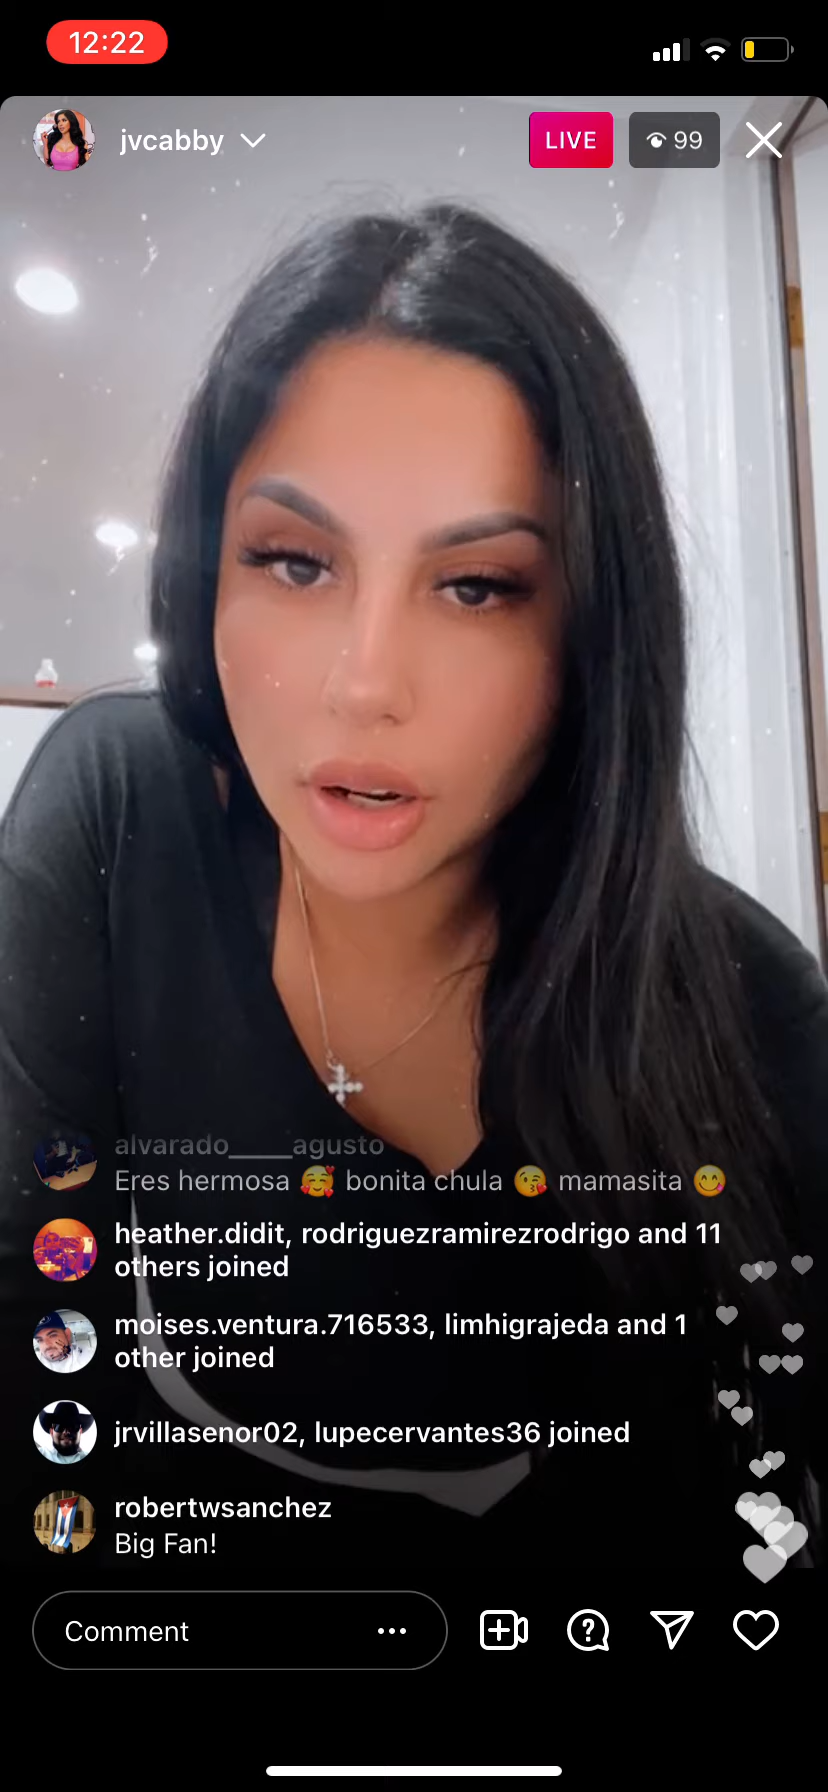 12:22
jvcabby
LIVE
99
alvarado_____agusto
Eres hermosa 🥰 bonita chula 😘 mamasita 😋
heather.didit, rodriguezramirezrodrigo and 11
others joined
moises.ventura.716533, limhigrajeda and 1
other joined
jrvillasenor02, lupecervantes36 joined
robertwsanchez
Big Fan!
Comment